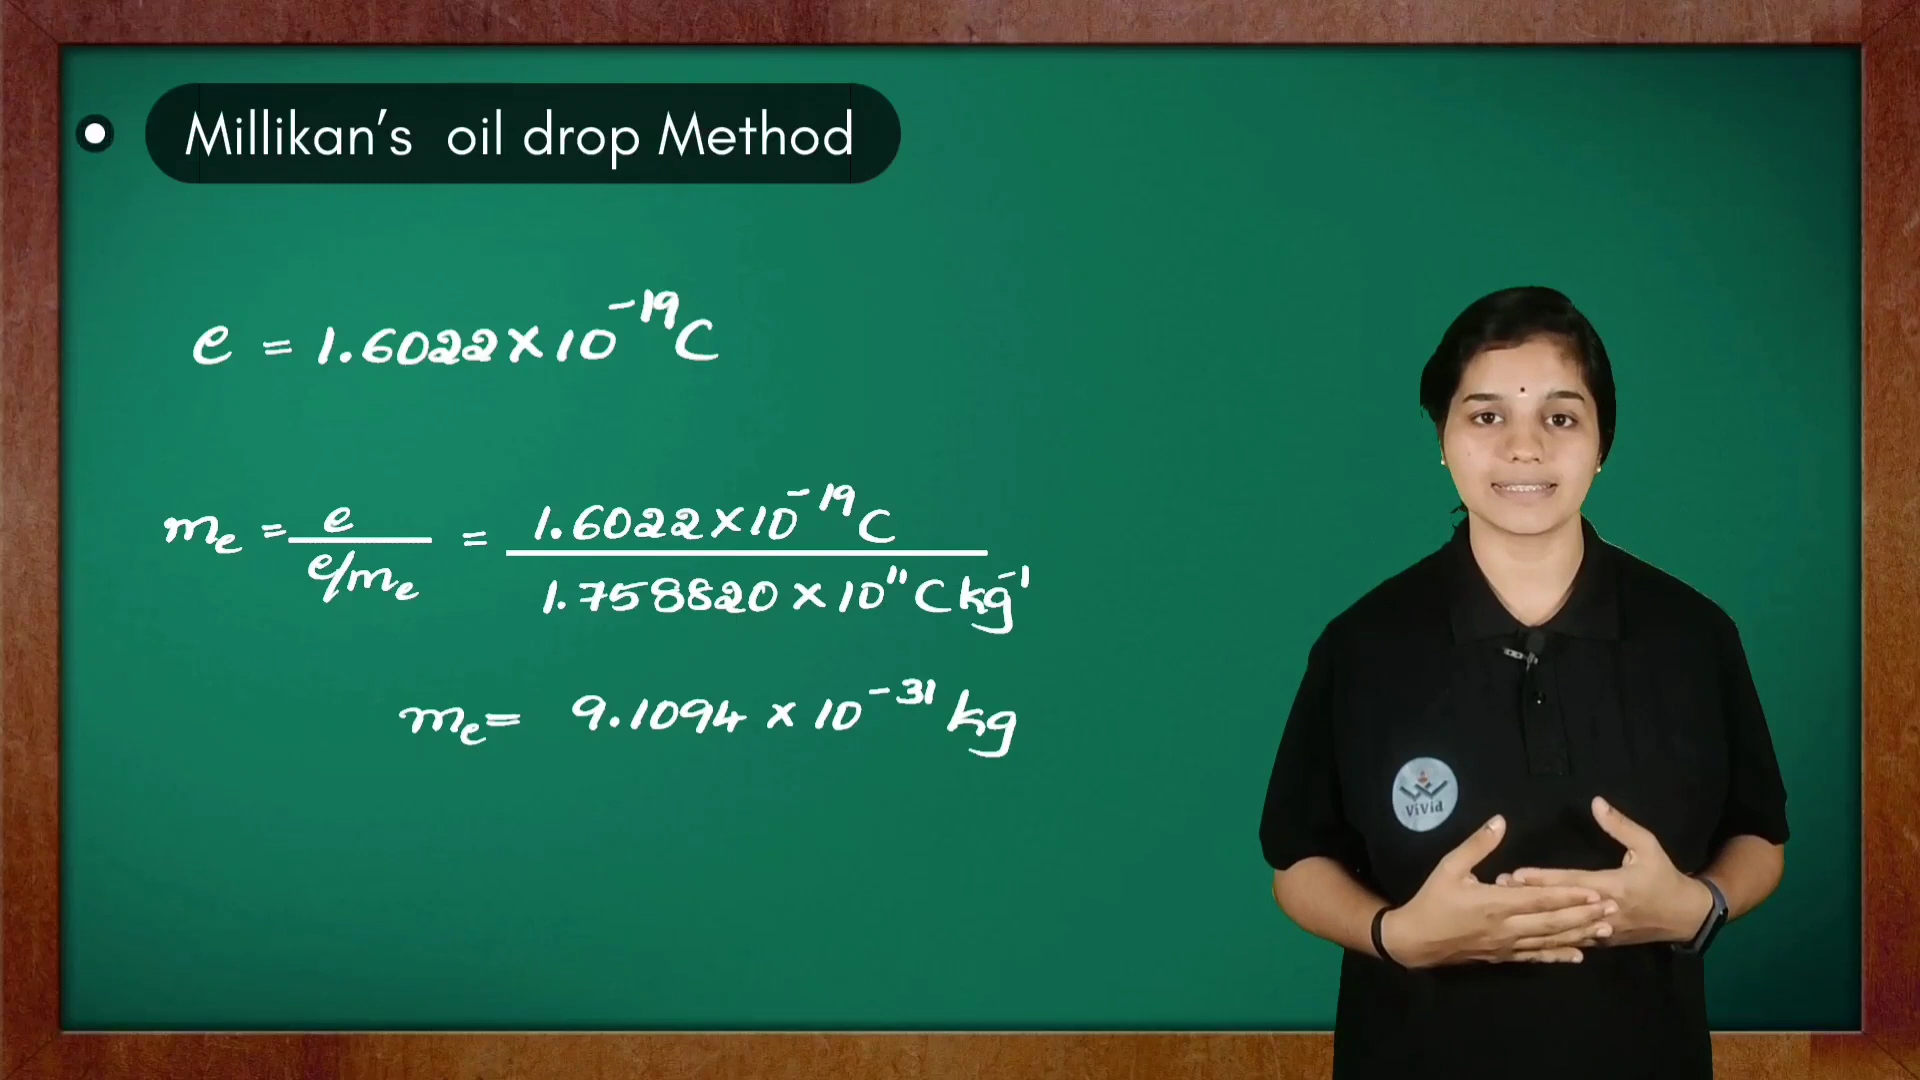 Millikan’s oil drop Method
e = 1.6022 × 10⁻¹⁹ C
mₑ = e / e/mₑ = 1.6022 × 10⁻¹⁹ C / 1.758820 × 10¹¹ C kg⁻¹
mₑ = 9.1094 × 10⁻³¹ kg
ViVid